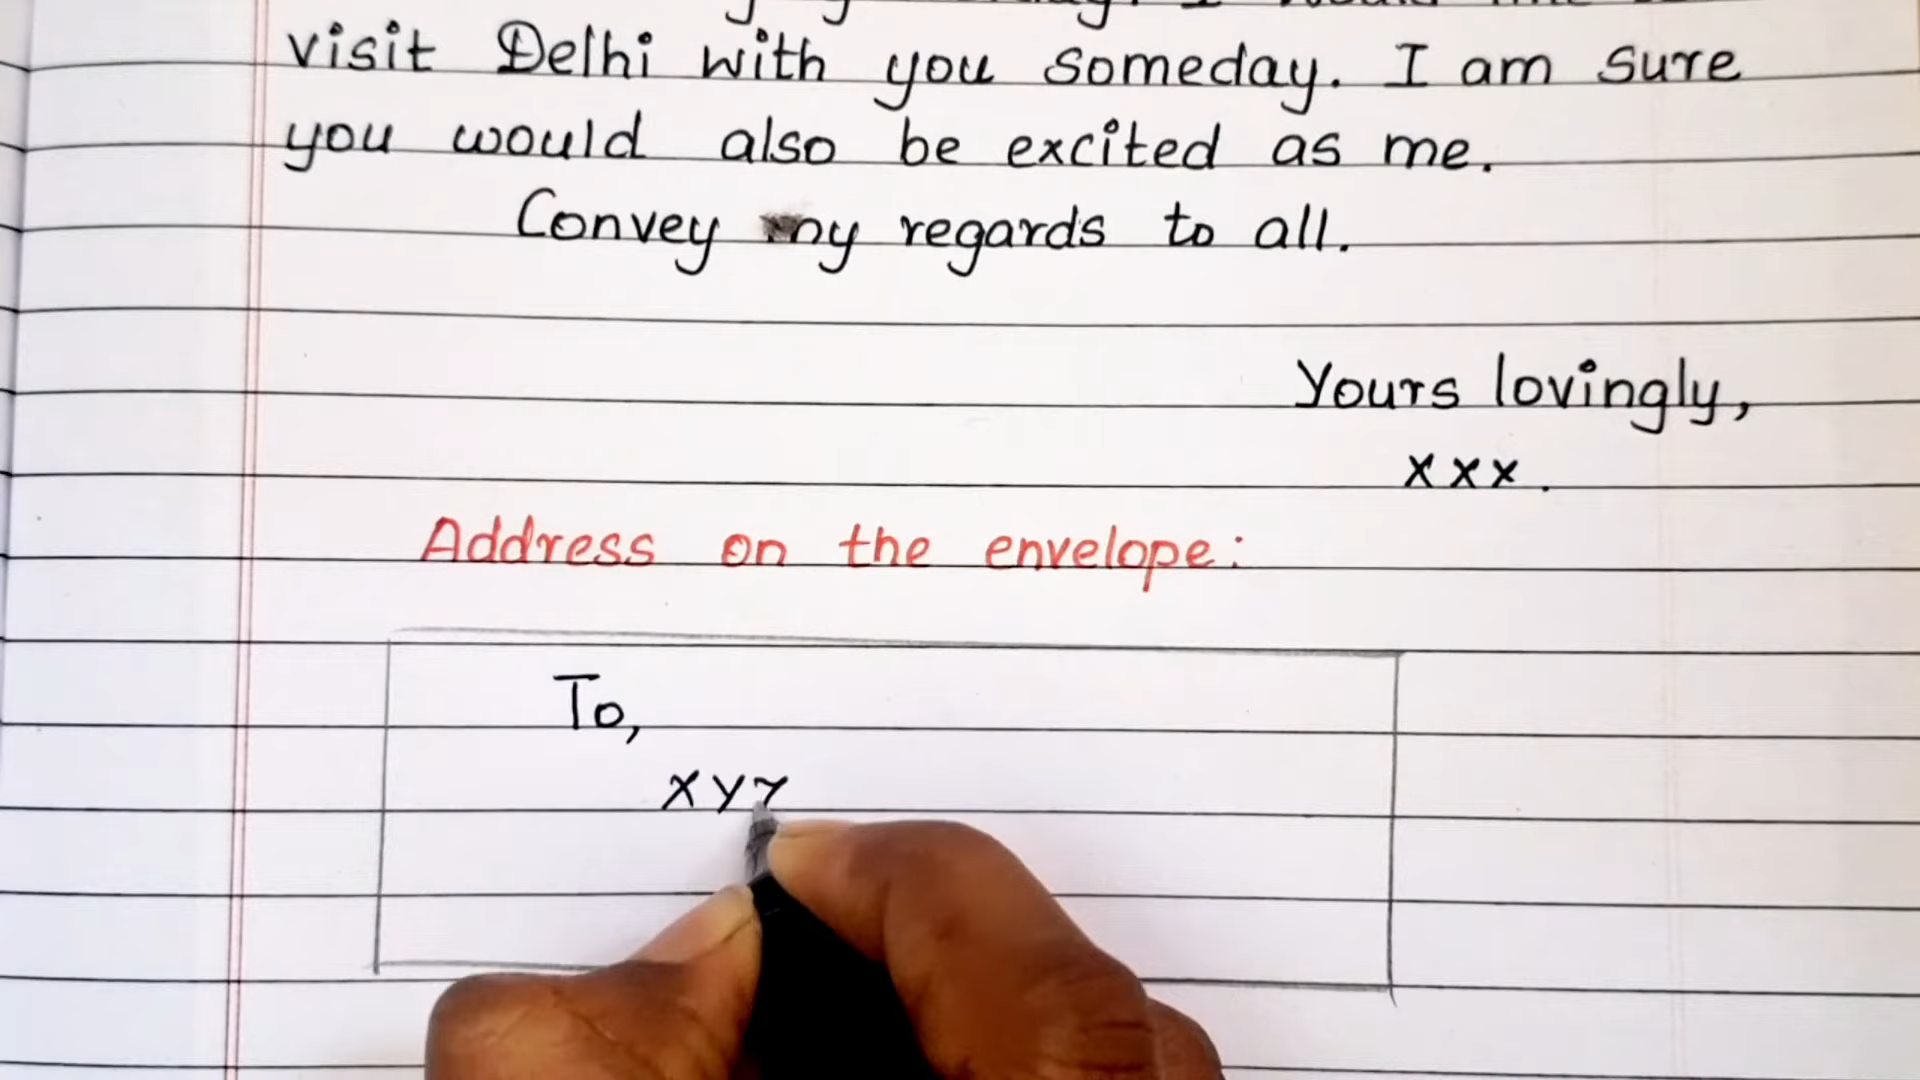 visit Delhi with you someday. I am sure
you would also be excited as me.
Convey my regards to all.
Yours lovingly,
xxx.
Address on the envelope:
To,
xyz